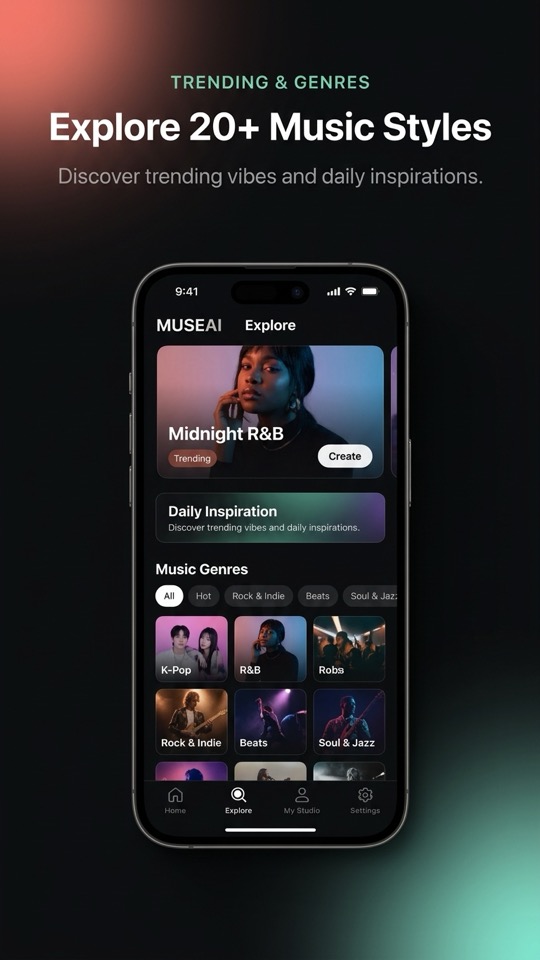 TRENDING & GENRES
Explore 20+ Music Styles
Discover trending vibes and daily inspirations.
9:41
MUSEAI Explore
Midnight R&B
Trending
Create
Daily Inspiration
Discover trending vibes and daily inspirations.
Music Genres
All Hot Rock & Indie Beats Soul & Jaz
K-Pop R&B
Rock & Indie Beats Soul & Jazz
Home Explore My Studio Settings